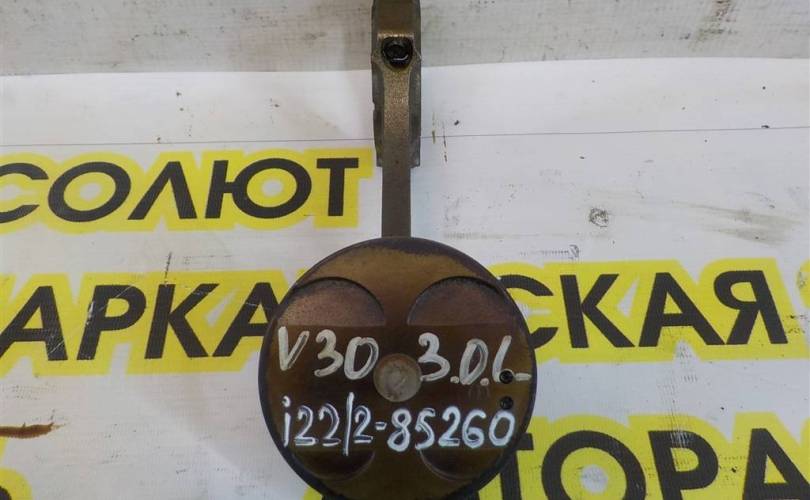 СОЛЮТ
АРКА СКАЯ
V30 3.0L
i22/2-85260
ТОРА